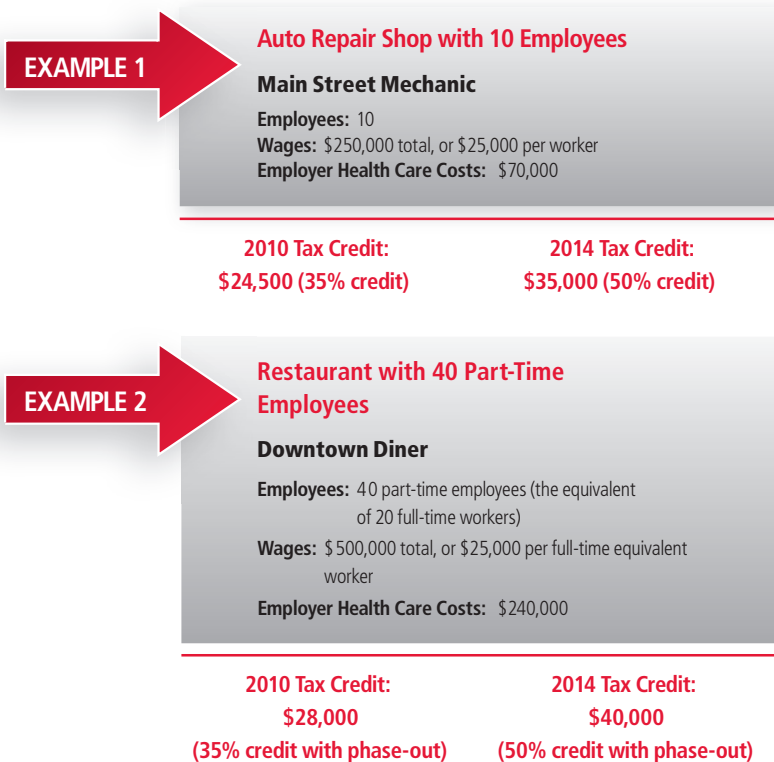 EXAMPLE 1
Auto Repair Shop with 10 Employees
Main Street Mechanic
Employees: 10
Wages: $250,000 total, or $25,000 per worker
Employer Health Care Costs: $70,000
2010 Tax Credit:
$24,500 (35% credit)
2014 Tax Credit:
$35,000 (50% credit)
EXAMPLE 2
Restaurant with 40 Part-Time
Employees
Downtown Diner
Employees: 40 part-time employees (the equivalent
of 20 full-time workers)
Wages: $500,000 total, or $25,000 per full-time equivalent
worker
Employer Health Care Costs: $240,000
2010 Tax Credit:
$28,000
(35% credit with phase-out)
2014 Tax Credit:
$40,000
(50% credit with phase-out)